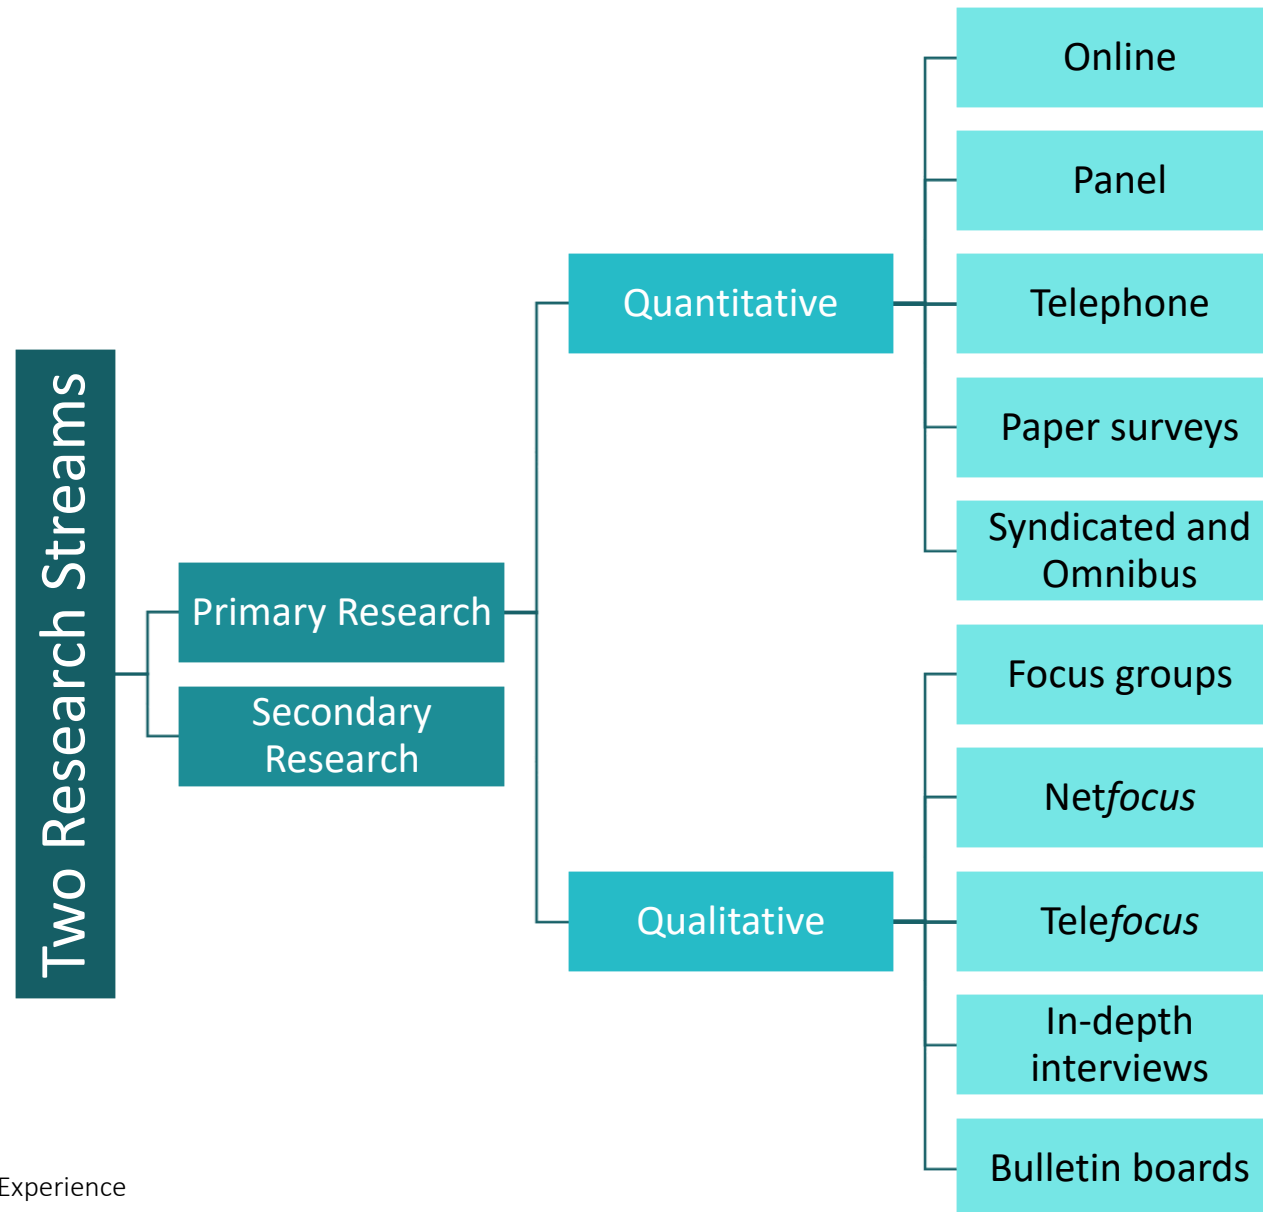 Two Research Streams
Primary Research
Secondary
Research
Quantitative
Online
Panel
Telephone
Paper surveys
Syndicated and
Omnibus
Qualitative
Focus groups
Netfocus
Telefocus
In-depth
interviews
Bulletin boards
Experience